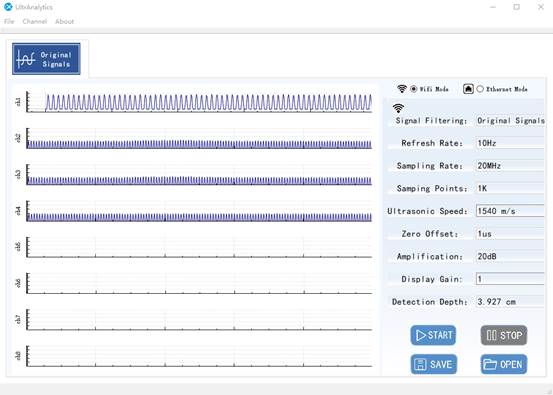 UltrAnalytics
File Channel About
Original
Signals
Wifi Mode Ethernet Mode
ch1
ch2
ch3
ch4
ch5
ch6
ch7
ch8
Signal Filtering: Original Signals
Refresh Rate: 10Hz
Sampling Rate: 20MHz
Samping Points: 1K
Ultrasonic Speed: 1540 m/s
Zero Offset: 1us
Amplification: 20dB
Display Gain: 1
Detection Depth: 3.927 cm
START STOP
SAVE OPEN